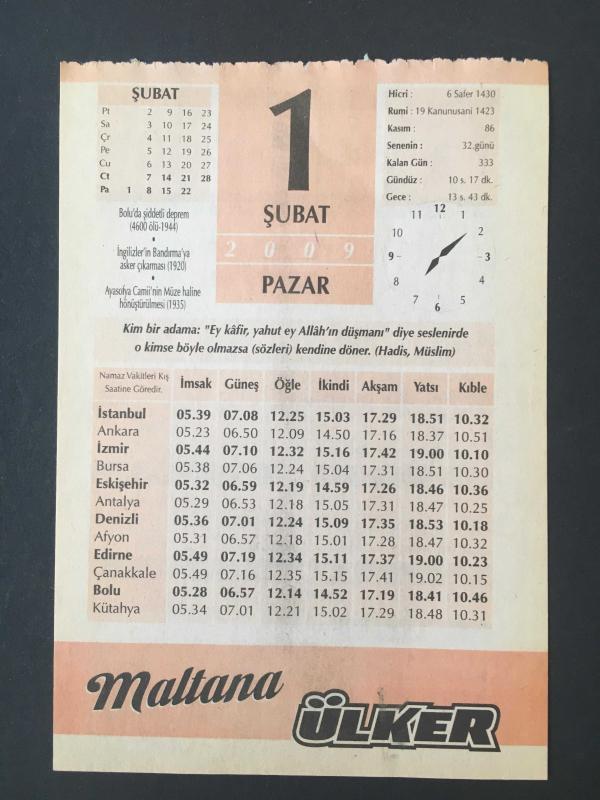 ŞUBAT
Pt 2 9 16 23
Sa 3 10 17 24
Çr 4 11 18 25
Pe 5 12 19 26
Cu 6 13 20 27
Ct 7 14 21 28
Pa 1 8 15 22
Bolu'da şiddetli deprem
(4600 ölü-1944)
•
İngilizler'in Bandırma'ya
asker çıkarması (1920)
•
Ayasofya Camii'nin Müze haline
hönüştürülmesi (1935)
1
ŞUBAT
2009
PAZAR
Hicri : 6 Safer 1430
Rumi : 19 Kanunusani 1423
Kasım : 86
Senenin : 32.günü
Kalan Gün : 333
Gündüz : 10 s. 17 dk.
Gece : 13 s. 43 dk.
11 12 1
10 2
9 3
8 4
7 6 5
Kim bir adama: "Ey kâfir, yahut ey Allâh'ın düşmanı" diye seslenirde
o kimse böyle olmazsa (sözleri) kendine döner. (Hadis, Müslim)
Namaz Vakitleri Kış
Saatine Göredir.
İmsak Güneş Öğle İkindi Akşam Yatsı Kıble
İstanbul 05.39 07.08 12.25 15.03 17.29 18.51 10.32
Ankara 05.23 06.50 12.09 14.50 17.16 18.37 10.51
İzmir 05.44 07.10 12.32 15.16 17.42 19.00 10.10
Bursa 05.38 07.06 12.24 15.04 17.31 18.51 10.30
Eskişehir 05.32 06.59 12.19 14.59 17.26 18.46 10.36
Antalya 05.29 06.53 12.18 15.05 17.31 18.47 10.25
Denizli 05.36 07.01 12.24 15.09 17.35 18.53 10.18
Afyon 05.31 06.57 12.18 15.01 17.28 18.47 10.32
Edirne 05.49 07.19 12.34 15.11 17.37 19.00 10.23
Çanakkale 05.49 07.16 12.35 15.15 17.41 19.02 10.15
Bolu 05.28 06.57 12.14 14.52 17.19 18.41 10.46
Kütahya 05.34 07.01 12.21 15.02 17.29 18.48 10.31
Maltana
ÜLKER